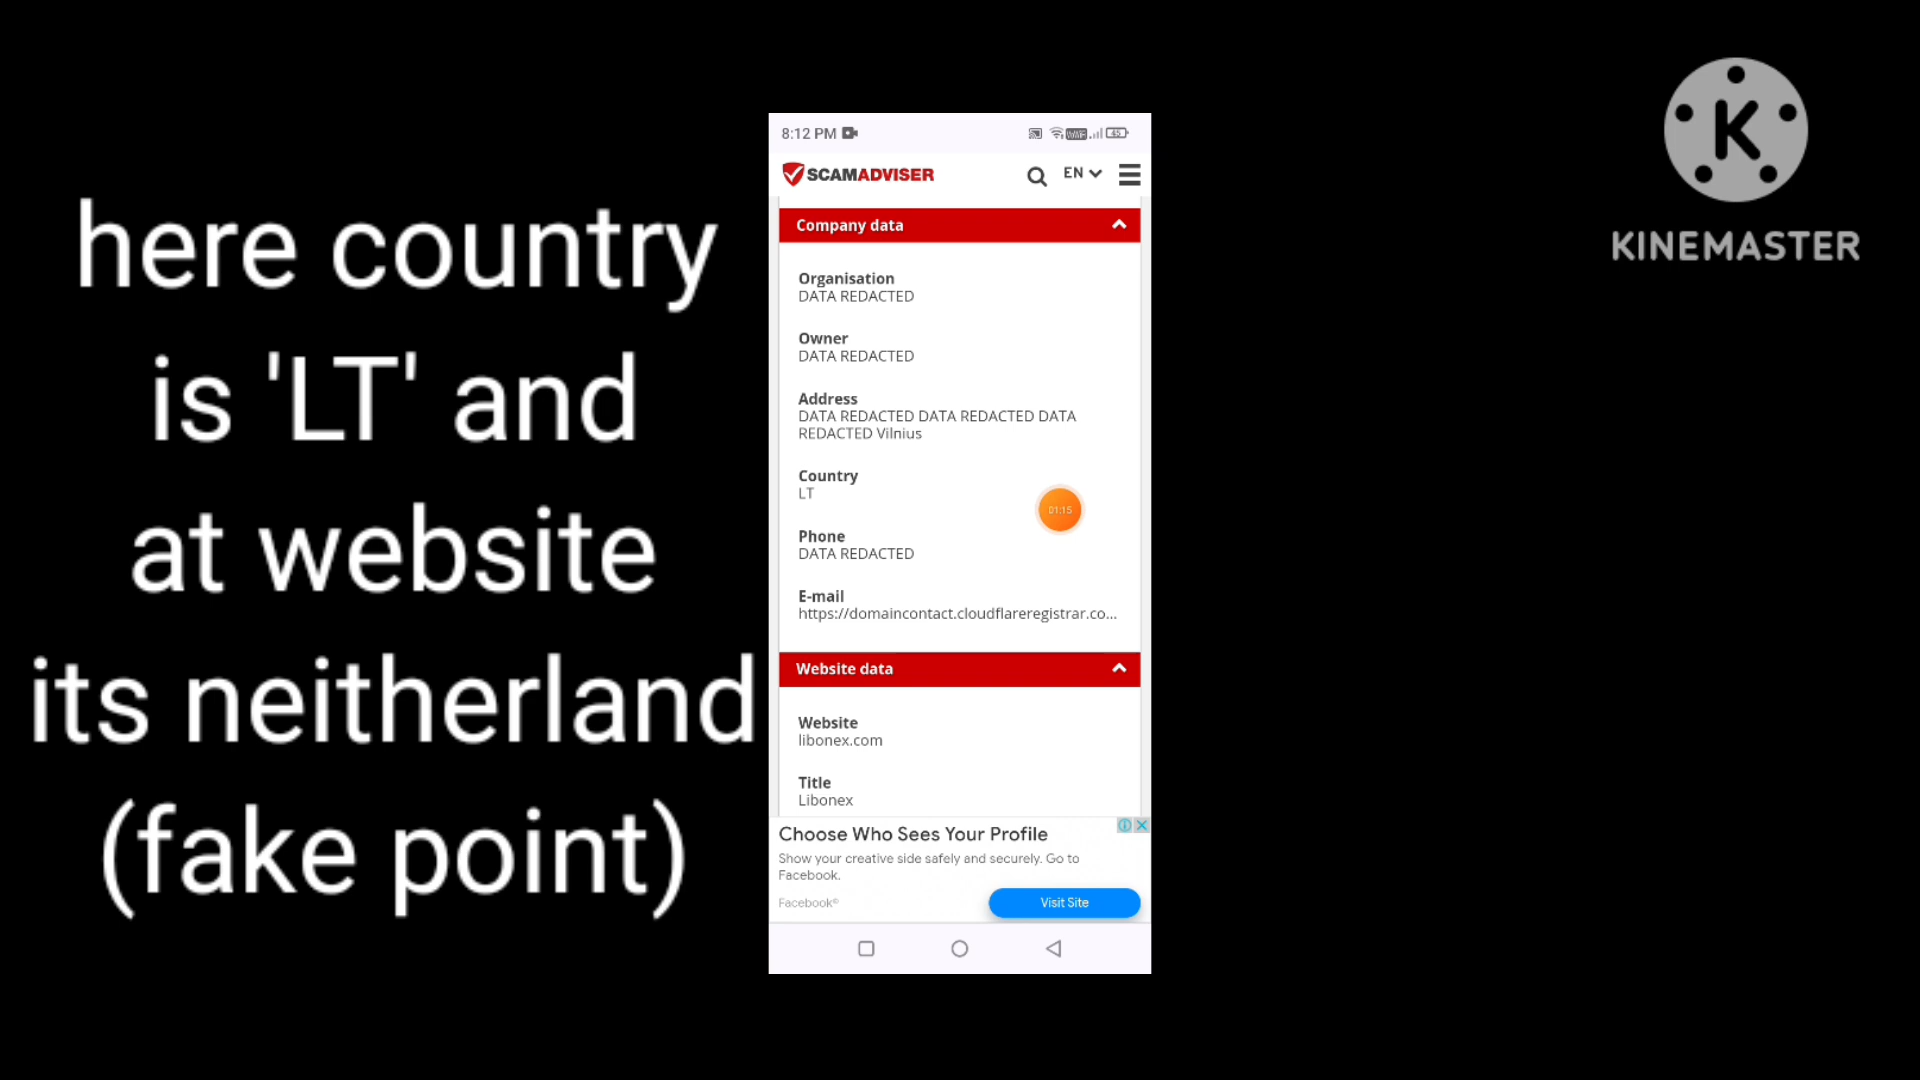 here country
is 'LT' and
at website
its neitherland
(fake point)
8:12 PM
45
SCAMADVISER
EN
Company data
Organisation
DATA REDACTED
Owner
DATA REDACTED
Address
DATA REDACTED DATA REDACTED DATA
REDACTED Vilnius
Country
LT
01:15
Phone
DATA REDACTED
E-mail
https://domaincontact.cloudflareregistrar.co...
Website data
Website
libonex.com
Title
Libonex
Choose Who Sees Your Profile
Show your creative side safely and securely. Go to
Facebook.
Facebook®
Visit Site
K
KINEMASTER